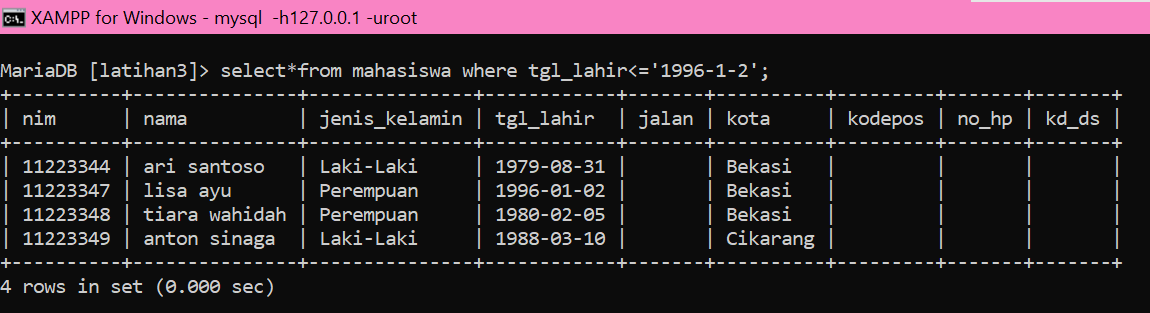 XAMPP for Windows - mysql  -h127.0.0.1 -uroot
MariaDB [latihan3]> select*from mahasiswa where tgl_lahir<='1996-1-2';
+----------+---------------+---------------+------------+-------+----------+---------+-------+-------+
| nim      | nama          | jenis_kelamin | tgl_lahir  | jalan | kota     | kodepos | no_hp | kd_ds |
+----------+---------------+---------------+------------+-------+----------+---------+-------+-------+
| 11223344 | ari santoso   | Laki-Laki     | 1979-08-31 |       | Bekasi   |         |       |       |
| 11223347 | lisa ayu      | Perempuan     | 1996-01-02 |       | Bekasi   |         |       |       |
| 11223348 | tiara wahidah | Perempuan     | 1980-02-05 |       | Bekasi   |         |       |       |
| 11223349 | anton sinaga  | Laki-Laki     | 1988-03-10 |       | Cikarang |         |       |       |
+----------+---------------+---------------+------------+-------+----------+---------+-------+-------+
4 rows in set (0.000 sec)